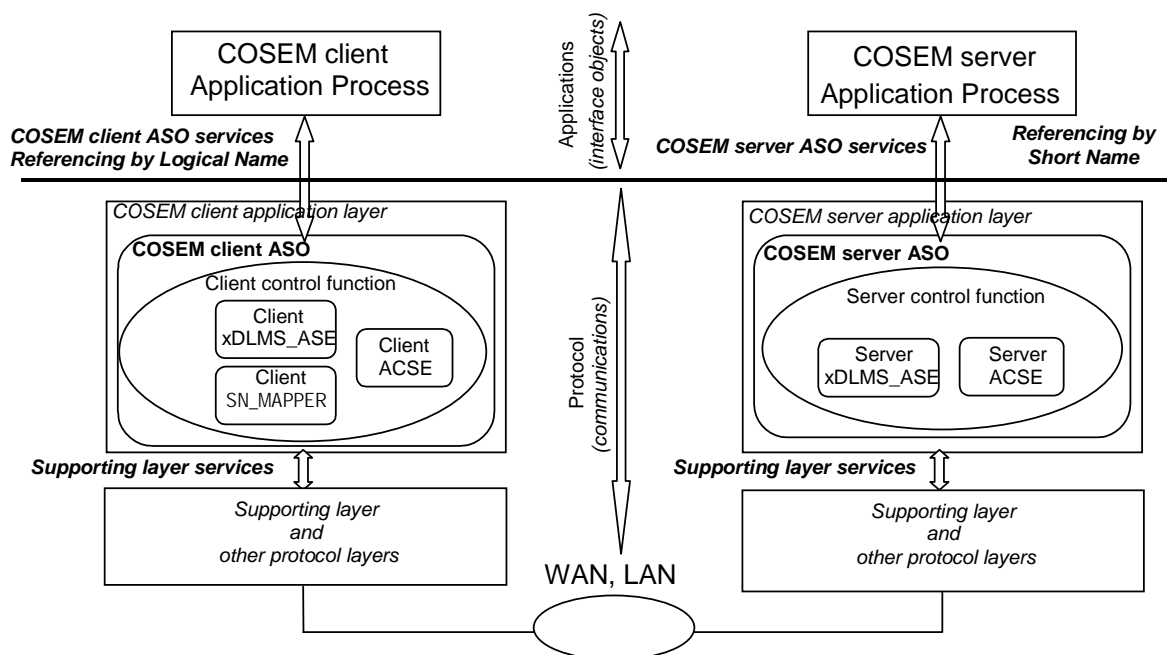 COSEM client
Application Process
Applications
(interface objects)
COSEM server
Application Process
COSEM client ASO services
Referencing by Logical Name
COSEM server ASO services
Referencing by
Short Name
COSEM client application layer
COSEM client ASO
Client control function
Client
xDLMS_ASE
Client
ACSE
Client
SN_MAPPER
Protocol
(communications)
COSEM server application layer
COSEM server ASO
Server control function
Server
xDLMS_ASE
Server
ACSE
Supporting layer services
Supporting layer services
Supporting layer
and
other protocol layers
Supporting layer
and
other protocol layers
WAN, LAN